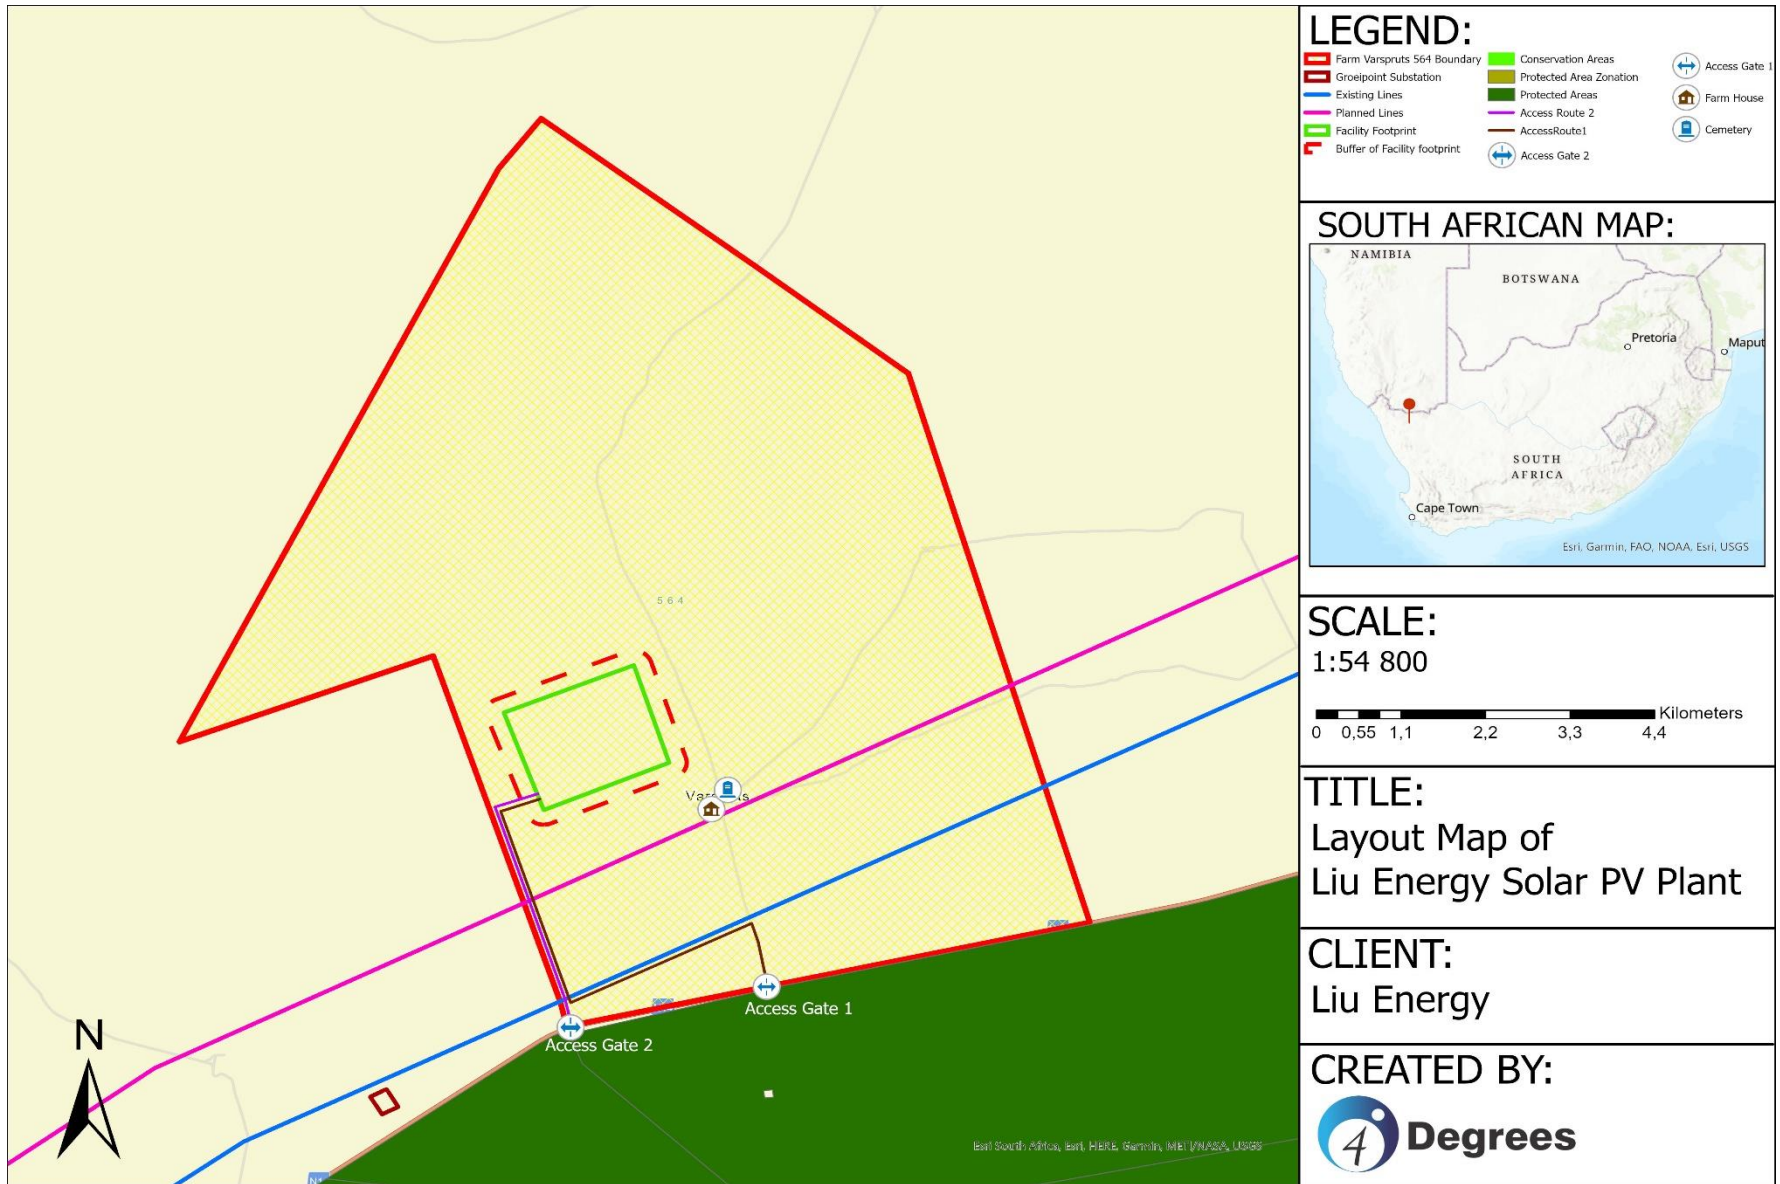 564
Access Gate 1
Access Gate 2
N
Esri South Africa, Esri, HERE, Garmin, METI/NASA, USGS
LEGEND:
Farm Varspruts 564 Boundary
Groeipoint Substation
Existing Lines
Planned Lines
Facility Footprint
Buffer of Facility footprint
Conservation Areas
Protected Area Zonation
Protected Areas
Access Route 2
AccessRoute1
Access Gate 2
Access Gate 1
Farm House
Cemetery
SOUTH AFRICAN MAP:
NAMIBIA
BOTSWANA
Pretoria
Maput
SOUTH
AFRICA
Cape Town
Esri, Garmin, FAO, NOAA, Esri, USGS
SCALE:
1:54 800
Kilometers
0 0,55 1,1 2,2 3,3 4,4
TITLE:
Layout Map of
Liu Energy Solar PV Plant
CLIENT:
Liu Energy
CREATED BY:
4 Degrees